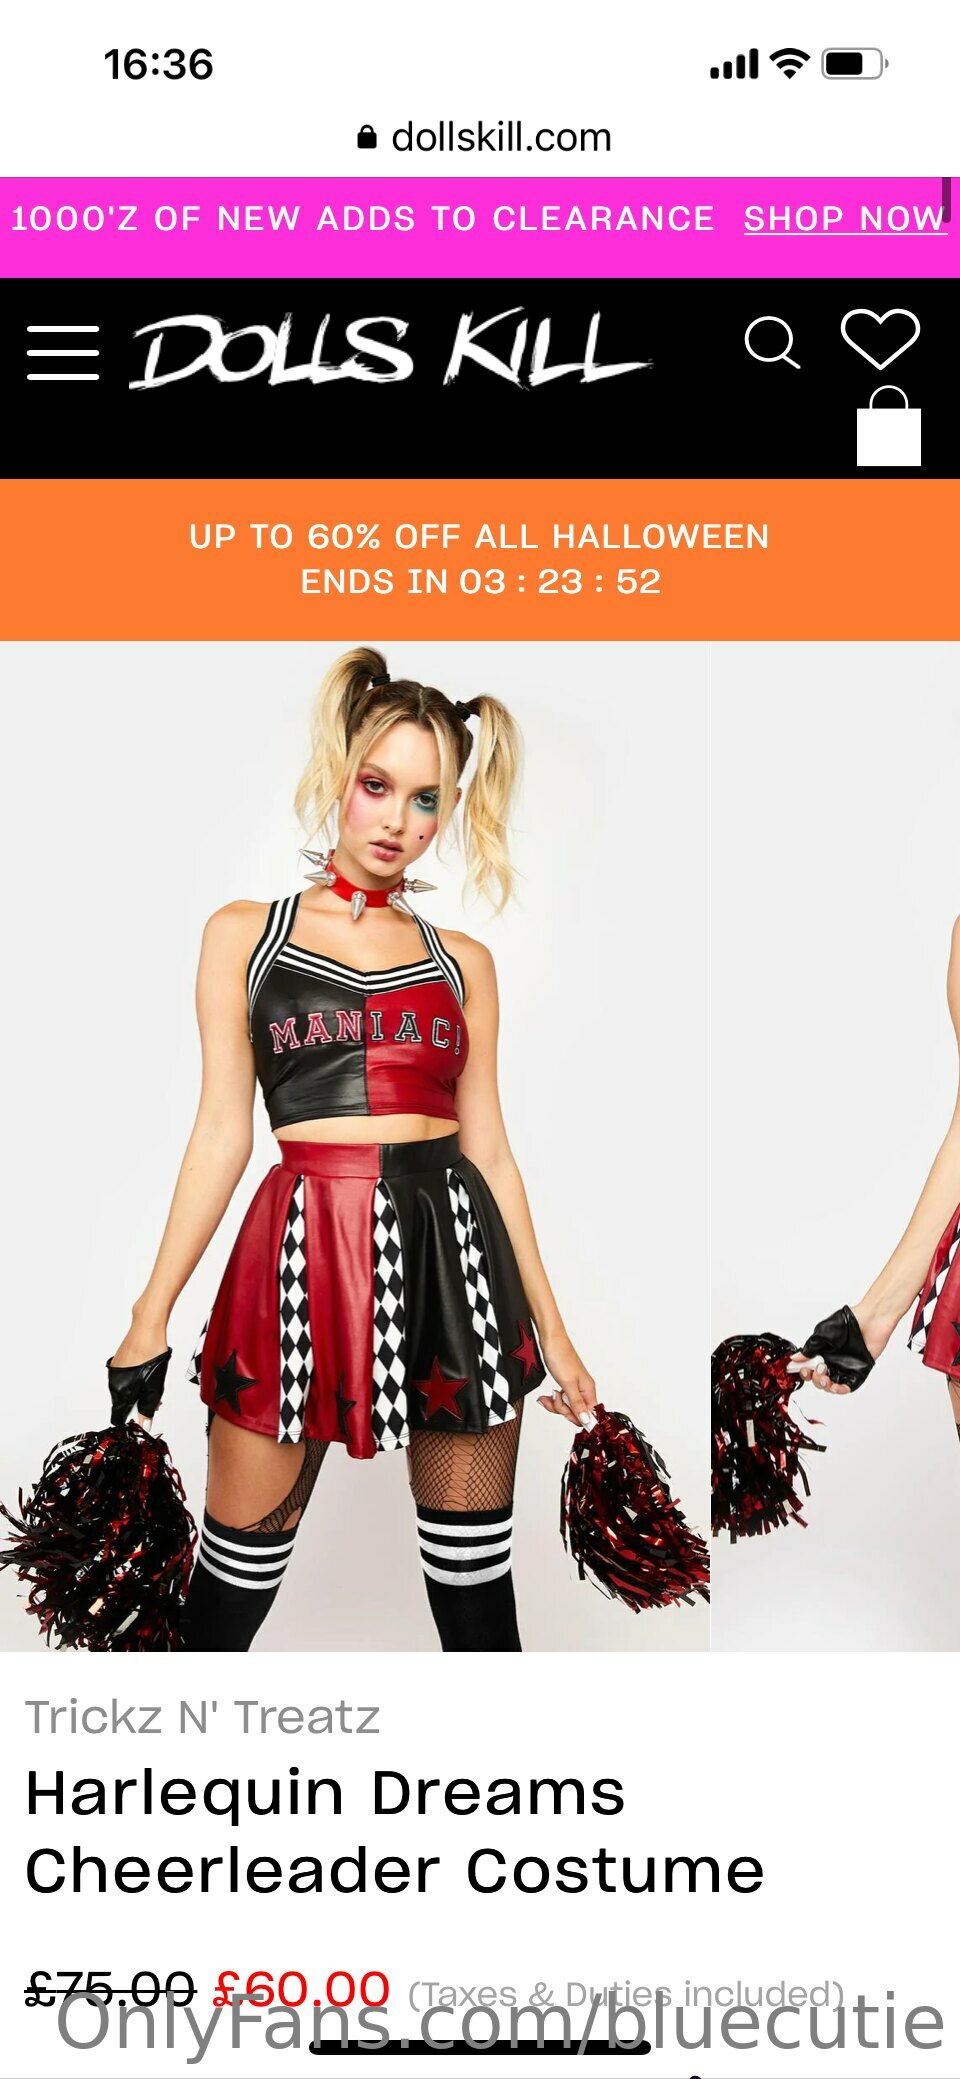 16:36
dollskill.com
1000'Z OF NEW ADDS TO CLEARANCE SHOP NOW
DOLLS KILL
UP TO 60% OFF ALL HALLOWEEN
ENDS IN 03 : 23 : 52
MANIAC!
Trickz N' Treatz
Harlequin Dreams
Cheerleader Costume
£75.00 £60.00 (Taxes & Duties included)
OnlyFans.com/bluecutie